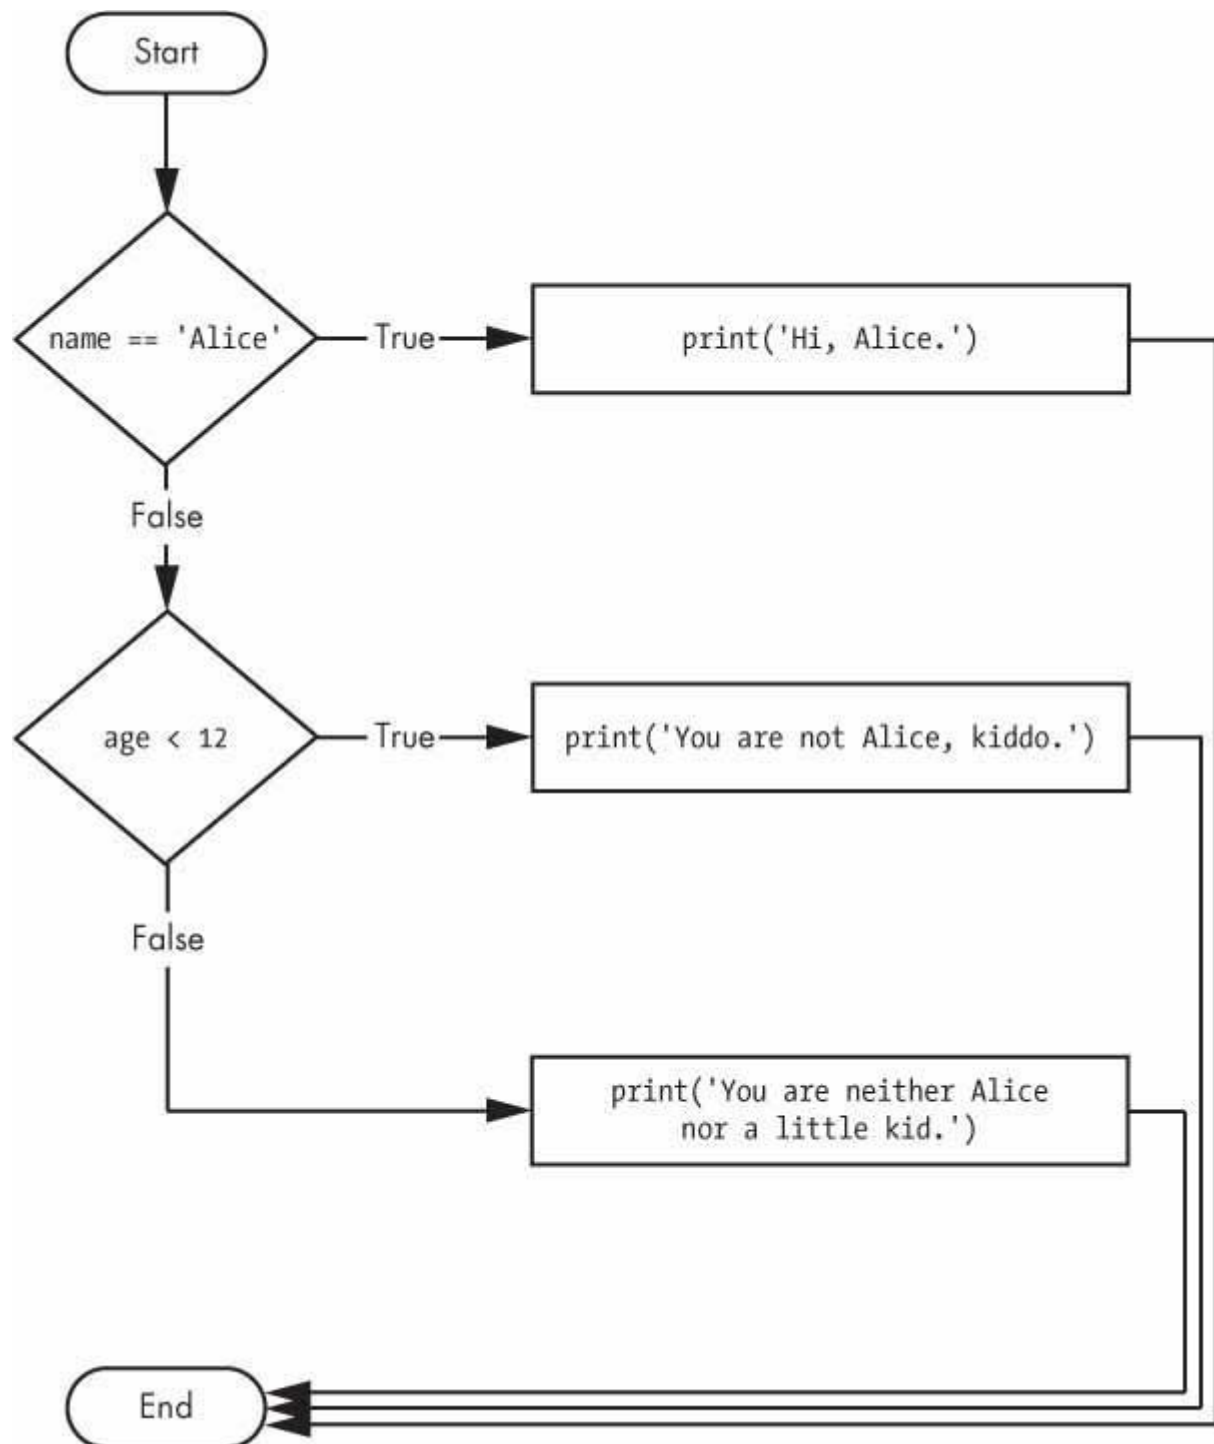 Start
name == 'Alice'
True
print('Hi, Alice.')
False
age < 12
True
print('You are not Alice, kiddo.')
False
print('You are neither Alice
nor a little kid.')
End